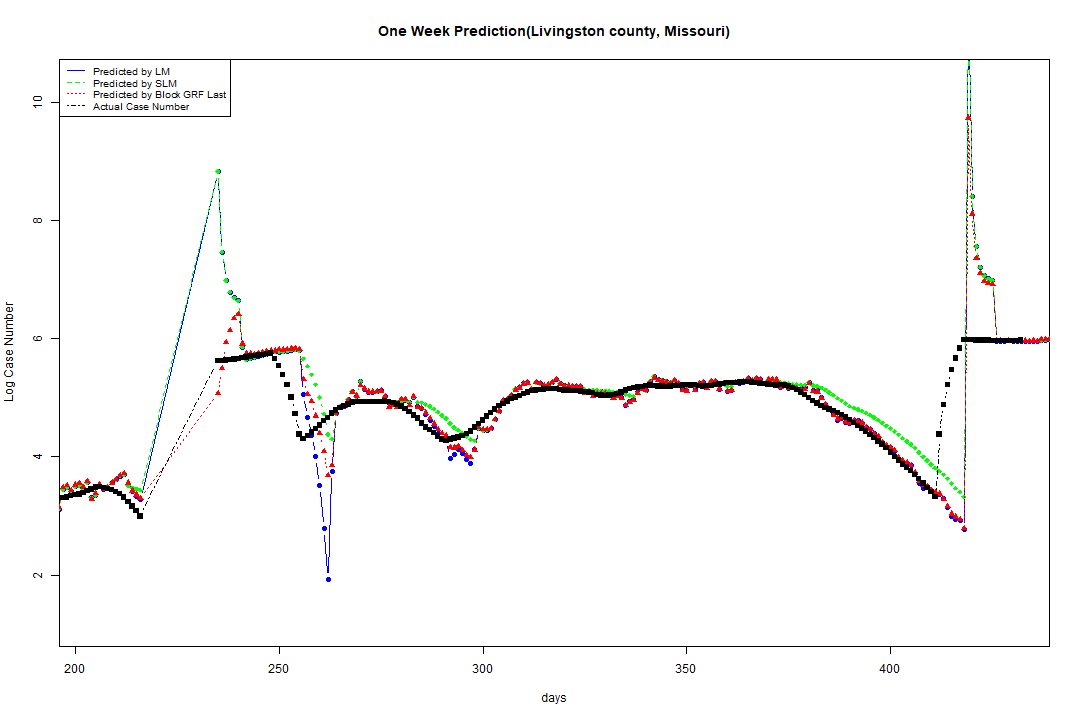 One Week Prediction(Livingston county, Missouri)
Predicted by LM
Predicted by SLM
Predicted by Block GRF Last
Actual Case Number
Log Case Number
10
8
6
4
2
200 250 300 350 400
days